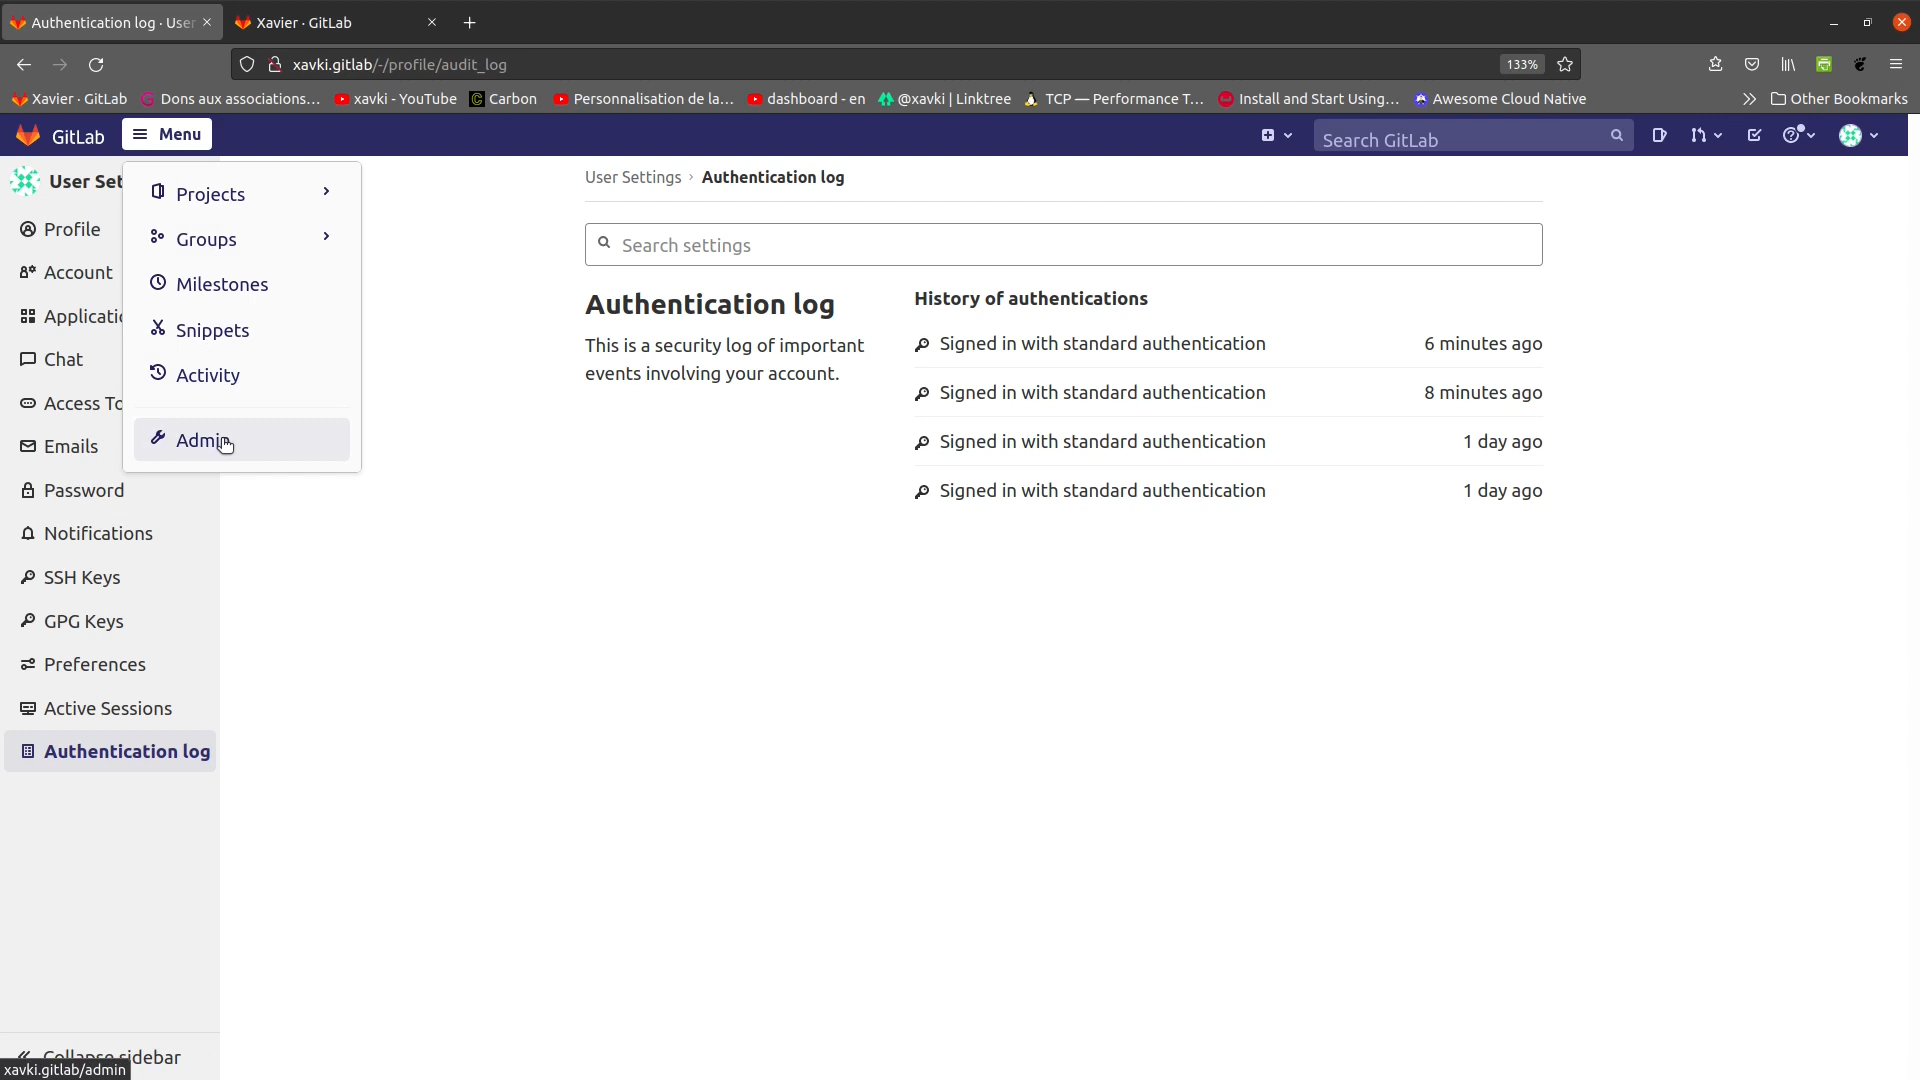 Authentication log · User
Xavier · GitLab
xavki.gitlab/-/profile/audit_log
133%
Xavier · GitLab
Dons aux associations...
xavki - YouTube
Carbon
Personnalisation de la...
dashboard - en
@xavki | Linktree
TCP — Performance T...
Install and Start Using...
Awesome Cloud Native
Other Bookmarks
GitLab
Menu
Search GitLab
User Set
Profile
Account
Applicatio
Chat
Access To
Emails
Password
Notifications
SSH Keys
GPG Keys
Preferences
Active Sessions
Authentication log
Collapse sidebar
xavki.gitlab/admin
Projects
Groups
Milestones
Snippets
Activity
Admin
User Settings › Authentication log
Search settings
Authentication log
This is a security log of important
events involving your account.
History of authentications
Signed in with standard authentication 6 minutes ago
Signed in with standard authentication 8 minutes ago
Signed in with standard authentication 1 day ago
Signed in with standard authentication 1 day ago